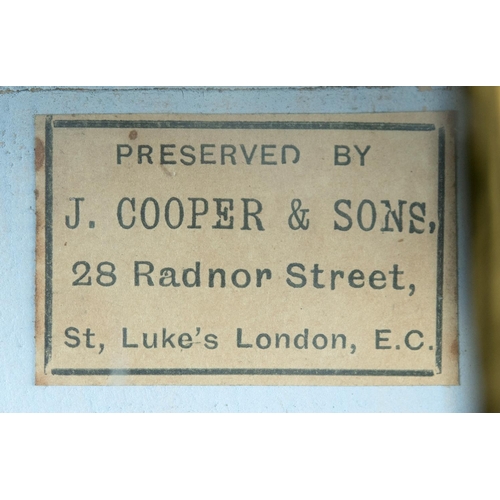 PRESERVED BY
J. COOPER & SONS,
28 Radnor Street,
St, Luke's London, E.C.